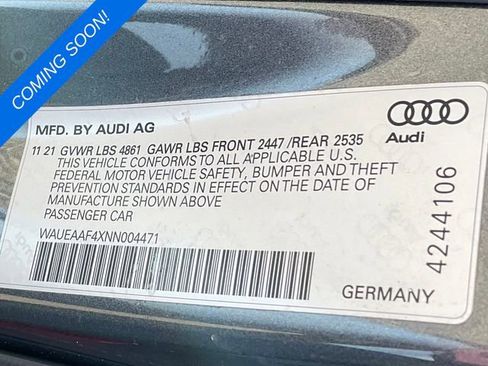 COMING SOON!
MFD. BY AUDI AG
11 21 GVWR LBS 4861 GAWR LBS FRONT 2447 /REAR 2535
THIS VEHICLE CONFORMS TO ALL APPLICABLE U.S.
FEDERAL MOTOR VEHICLE SAFETY, BUMPER AND THEFT
PREVENTION STANDARDS IN EFFECT ON THE DATE OF
MANUFACTURE SHOWN ABOVE
PASSENGER CAR
WAUEAAF4XNN004471
Audi
4244106
GERMANY